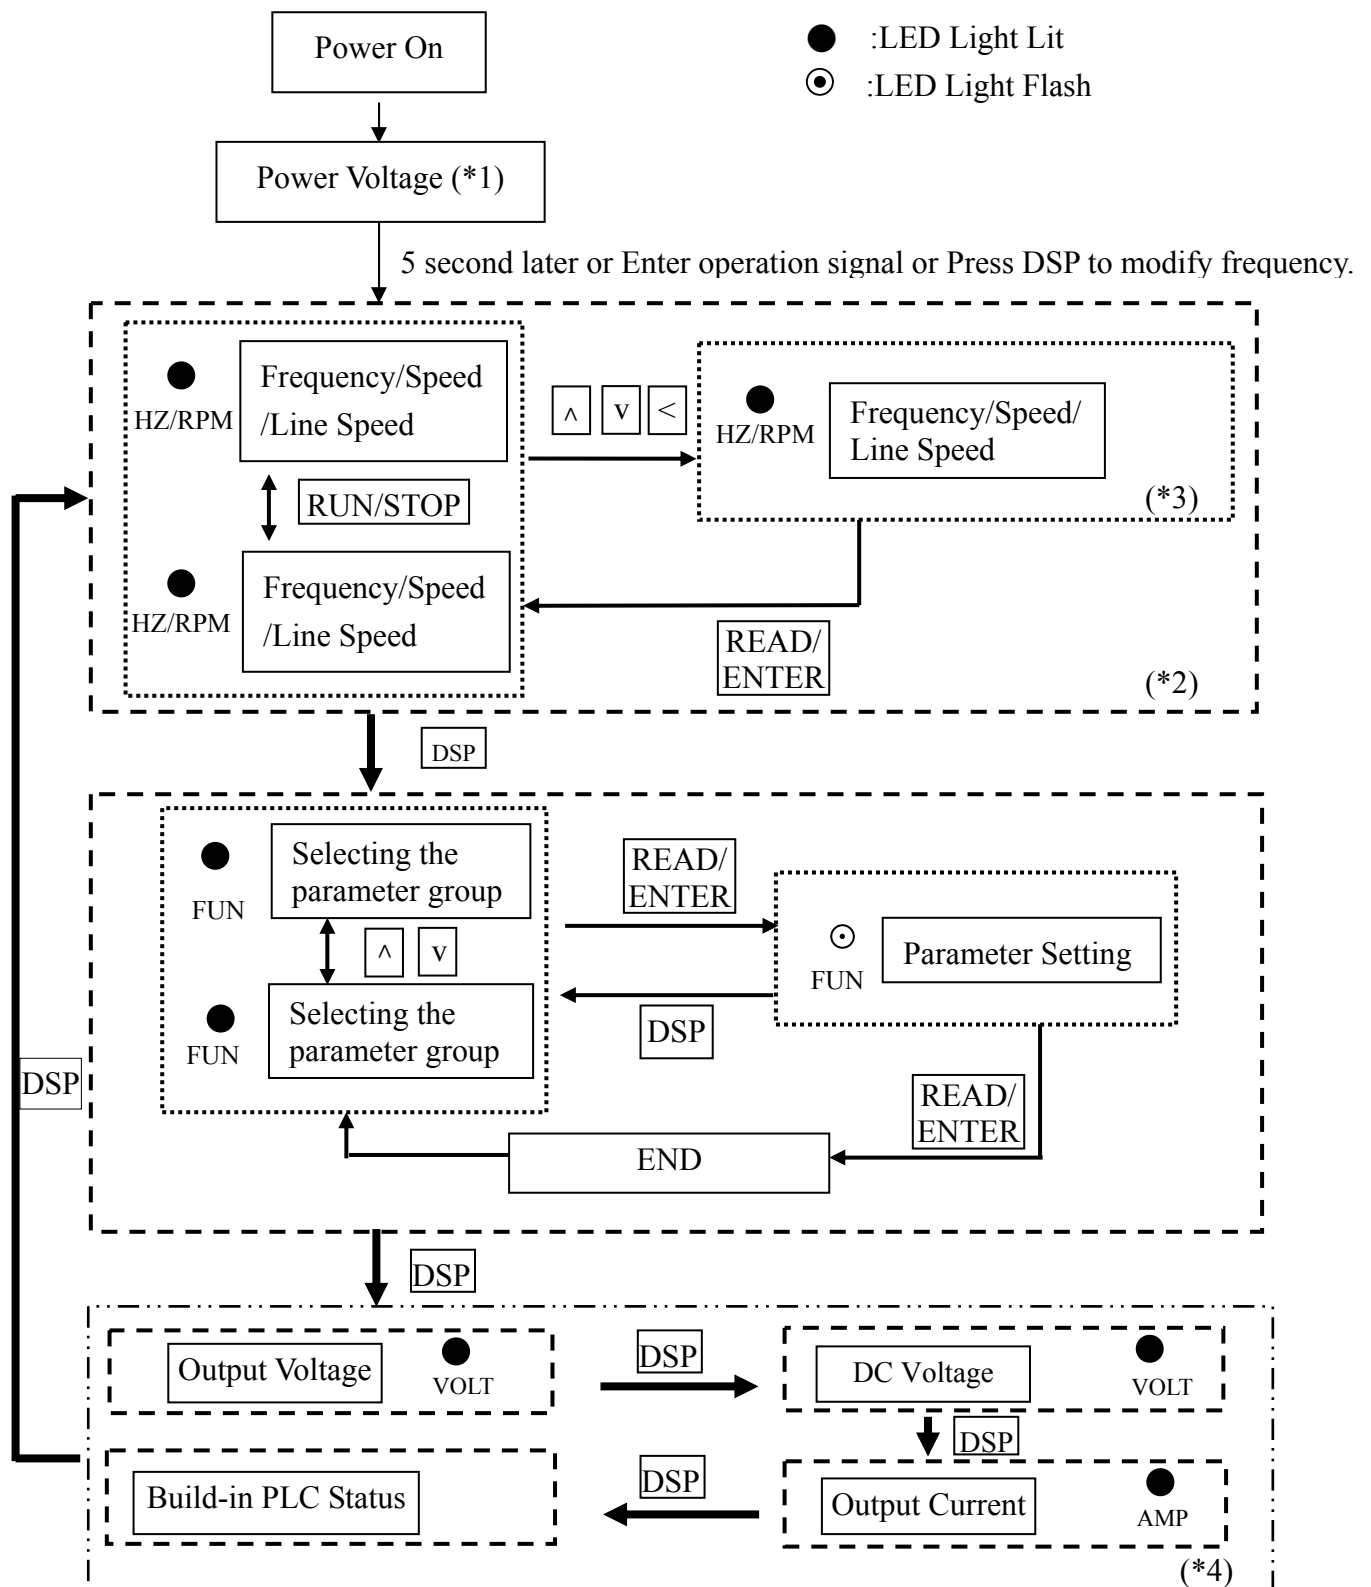 Power On
:LED Light Lit
:LED Light Flash
Power Voltage (*1)
5 second later or Enter operation signal or Press DSP to modify frequency.
HZ/RPM
Frequency/Speed
/Line Speed
^ v <
HZ/RPM
Frequency/Speed/
Line Speed
(*3)
RUN/STOP
HZ/RPM
Frequency/Speed
/Line Speed
READ/
ENTER
(*2)
DSP
FUN
Selecting the
parameter group
READ/
ENTER
^ v
FUN
Parameter Setting
FUN
Selecting the
parameter group
DSP
DSP
READ/
ENTER
END
DSP
Output Voltage
VOLT
DSP
DC Voltage
VOLT
DSP
Build-in PLC Status
DSP
Output Current
AMP
(*4)